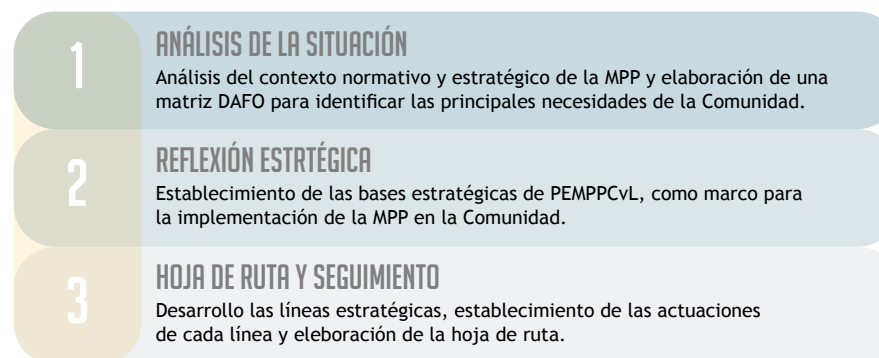 1
ANÁLISIS DE LA SITUACIÓN
Análisis del contexto normativo y estratégico de la MPP y elaboración de una
matriz DAFO para identificar las principales necesidades de la Comunidad.
2
REFLEXIÓN ESTRTÉGICA
Establecimiento de las bases estratégicas de PEMPPCvL, como marco para
la implementación de la MPP en la Comunidad.
3
HOJA DE RUTA Y SEGUIMIENTO
Desarrollo las líneas estratégicas, establecimiento de las actuaciones
de cada línea y eleboración de la hoja de ruta.